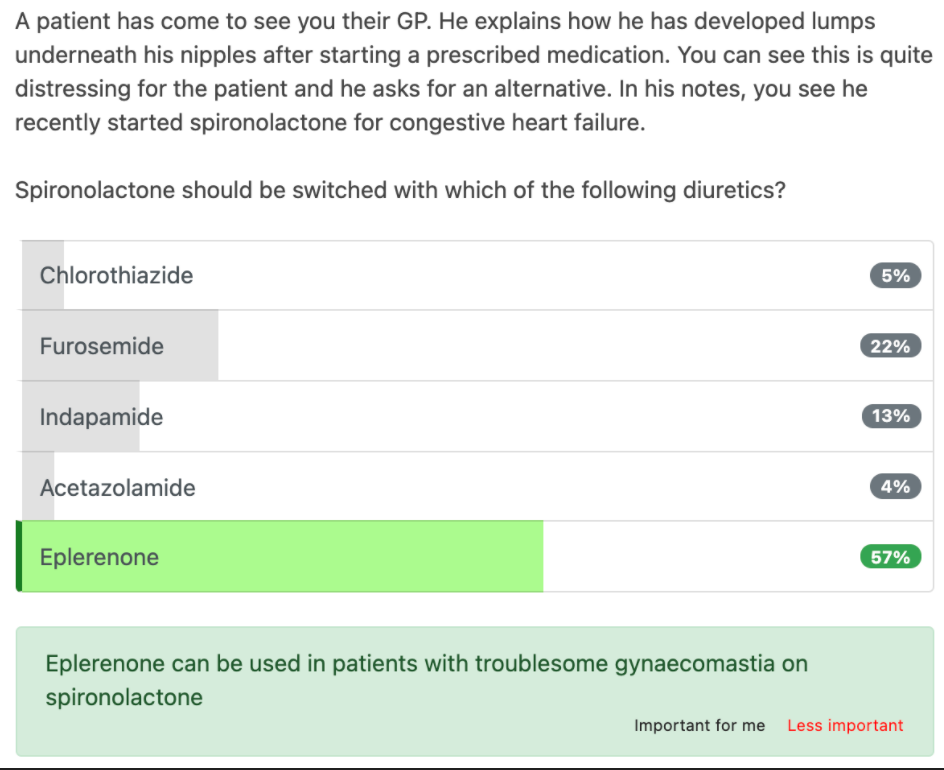 A patient has come to see you their GP. He explains how he has developed lumps
underneath his nipples after starting a prescribed medication. You can see this is quite
distressing for the patient and he asks for an alternative. In his notes, you see he
recently started spironolactone for congestive heart failure.
Spironolactone should be switched with which of the following diuretics?
Chlorothiazide 5%
Furosemide 22%
Indapamide 13%
Acetazolamide 4%
Eplerenone 57%
Eplerenone can be used in patients with troublesome gynaecomastia on
spironolactone
Important for me Less important